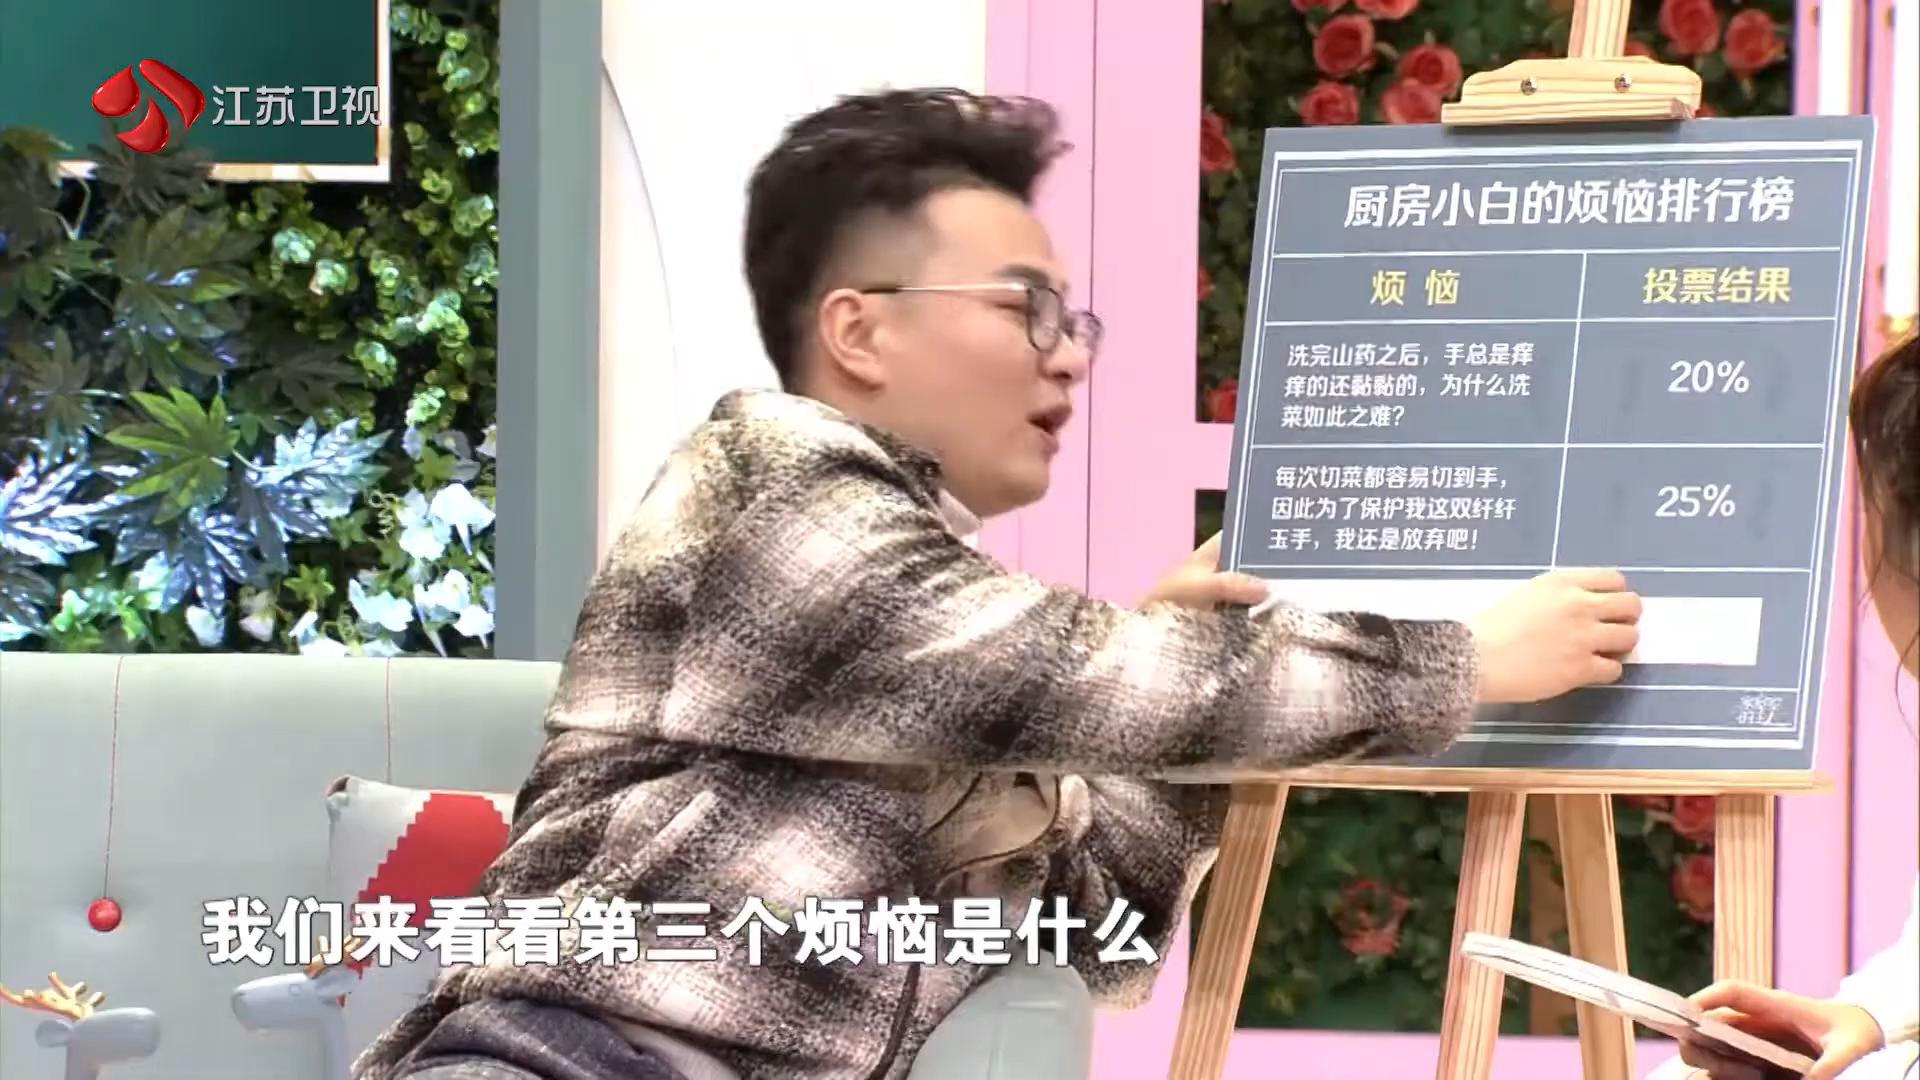 江苏卫视
厨房小白的烦恼排行榜
烦恼
投票结果
洗完山药之后，手总是痒
痒的还黏黏的，为什么洗
菜如此之难？
20%
每次切菜都容易切到手，
因此为了保护我这双纤纤
玉手，我还是放弃吧！
25%
我们来看看第三个烦恼是什么